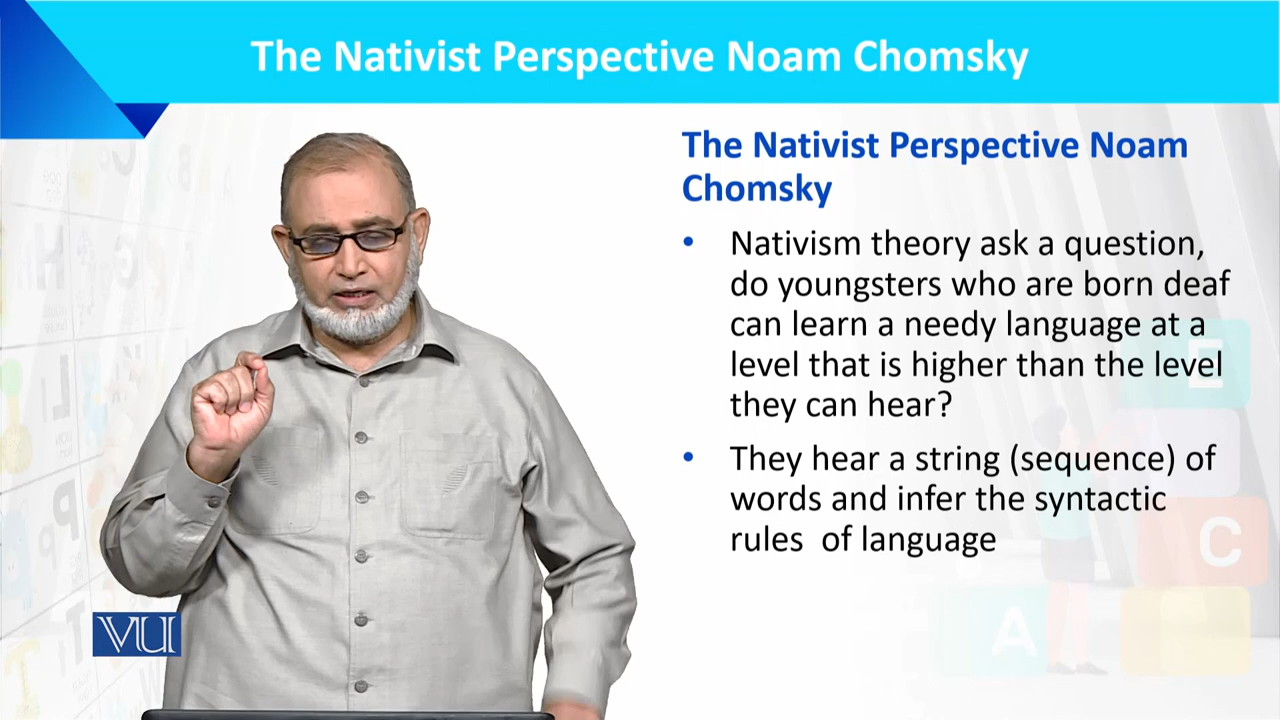 The Nativist Perspective Noam Chomsky
The Nativist Perspective Noam
Chomsky
• Nativism theory ask a question,
do youngsters who are born deaf
can learn a needy language at a
level that is higher than the level
they can hear?
• They hear a string (sequence) of
words and infer the syntactic
rules of language
VU
E
C
A